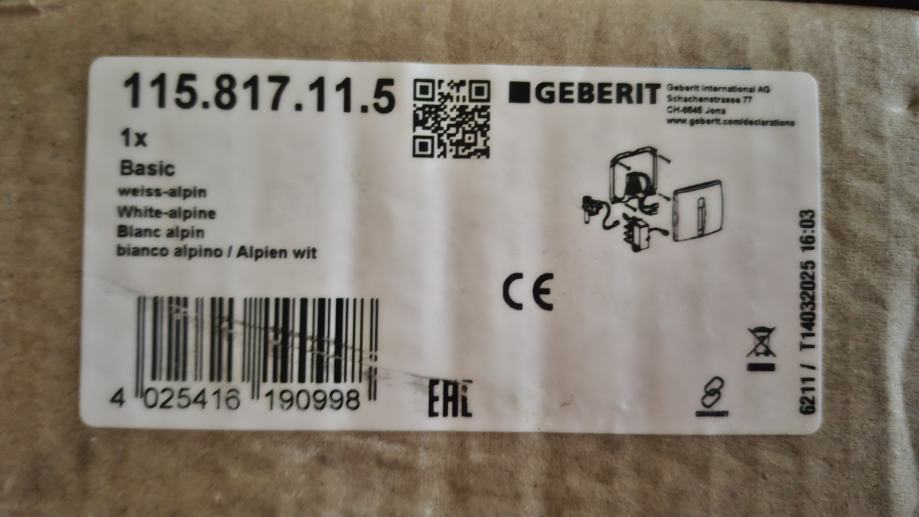 115.817.11.5
1x
Basic
weiss-alpin
White-alpine
Blanc alpin
bianco alpino / Alpien wit
4 025416 190998
GEBERIT
Geberit International AG
Schachenstrasse 77
CH-8645 Jona
www.geberit.com/declarations
CE
EAC
6211 / T14032025 16:03